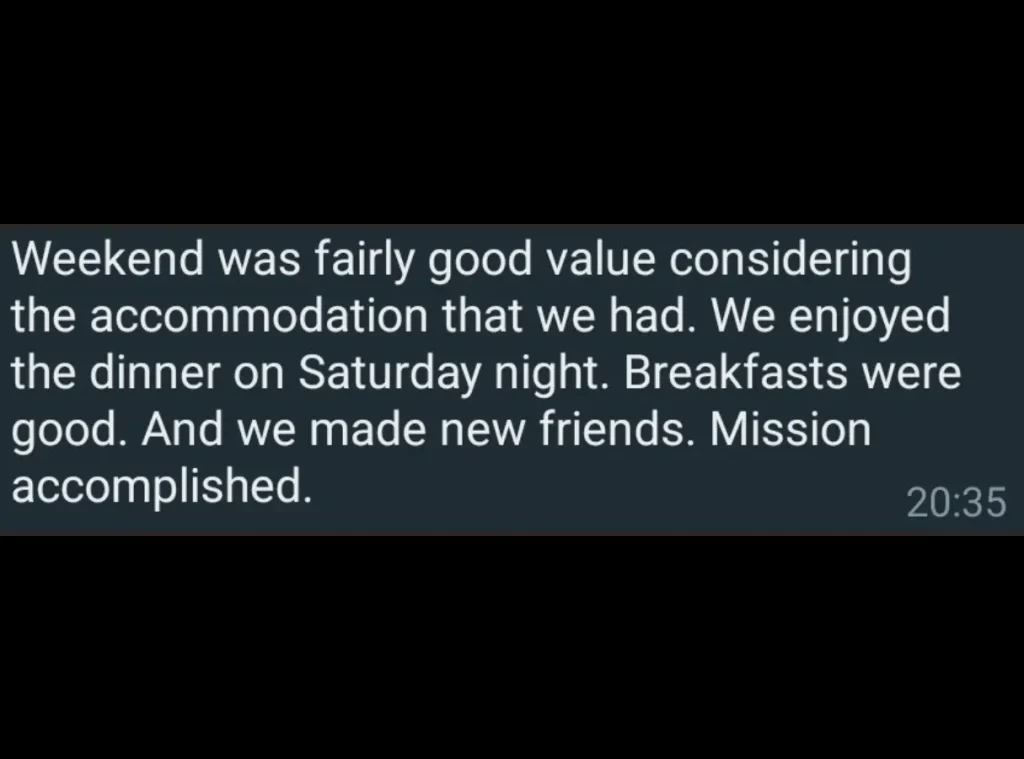 Weekend was fairly good value considering
the accommodation that we had. We enjoyed
the dinner on Saturday night. Breakfasts were
good. And we made new friends. Mission
accomplished.
20:35